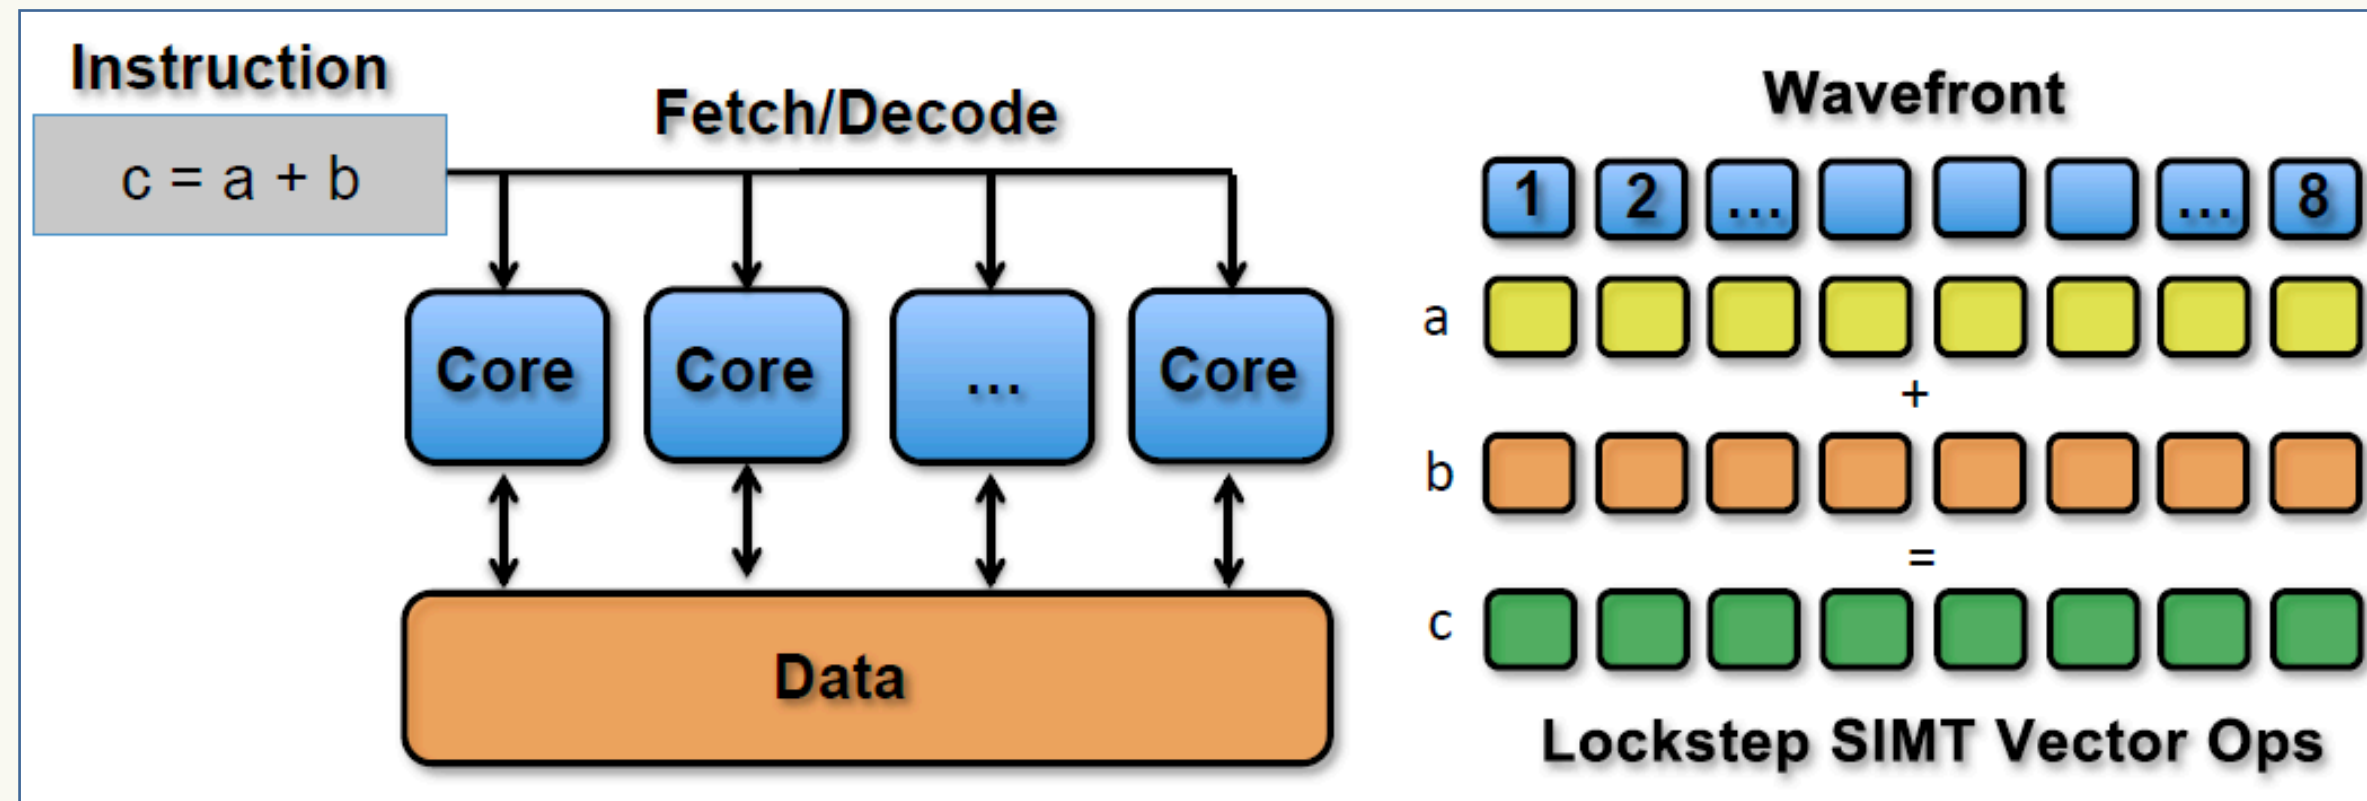 Instruction
c = a + b
Fetch/Decode
Core
Core
...
Core
Data
Wavefront
1 2 ... ... 8
a
+
b
=
c
Lockstep SIMT Vector Ops